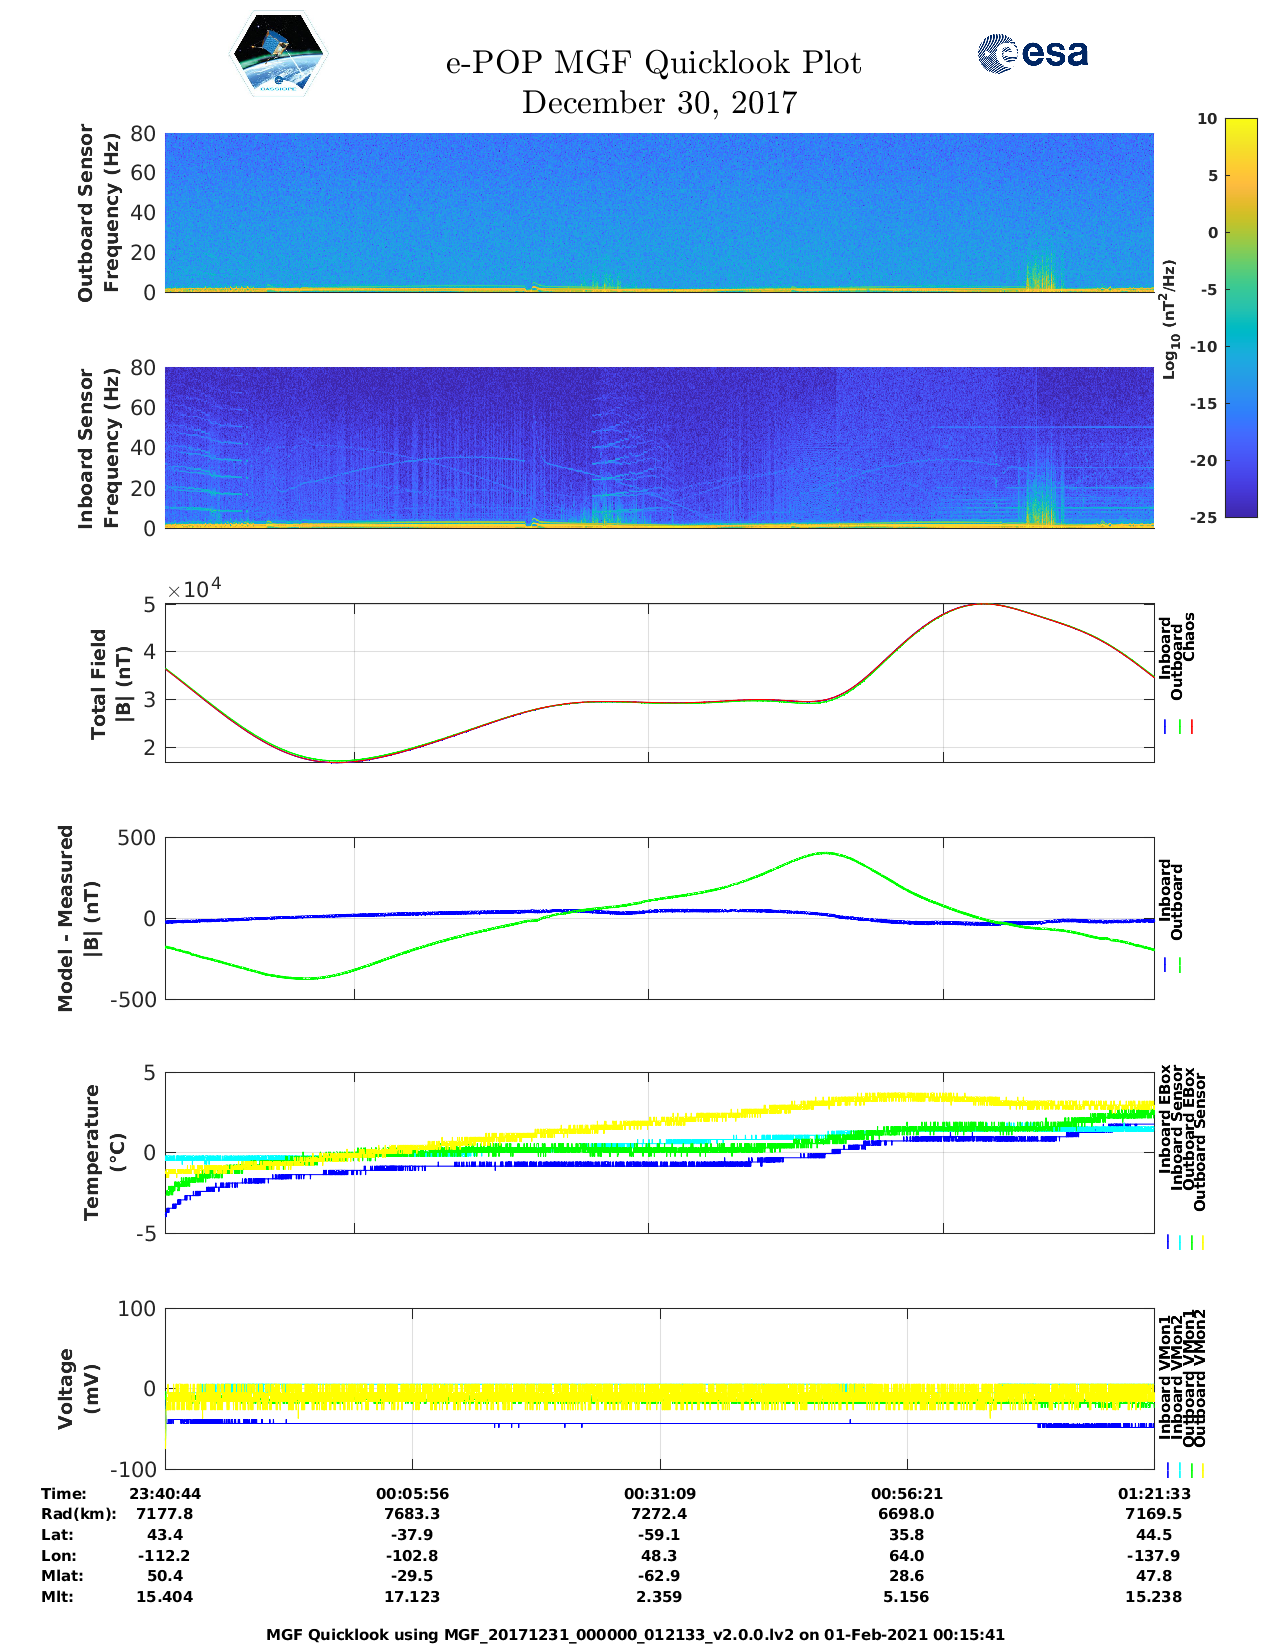 e-POP MGF Quicklook Plot
December 30, 2017
esa
CASSIOPE
Outboard Sensor
Frequency (Hz)
80
60
40
20
0
Inboard Sensor
Frequency (Hz)
80
60
40
20
0
10
5
0
-5
-10
-15
-20
-25
Log10 (nT2/Hz)
Total Field
|B| (nT)
×10^4
5
4
3
2
Inboard
Outboard
Chaos
Model - Measured
|B| (nT)
500
0
-500
Inboard
Outboard
Temperature
(°C)
5
0
-5
Inboard EBox
Inboard Sensor
Outboard EBox
Outboard Sensor
Voltage
(mV)
100
0
-100
Inboard VMon1
Inboard VMon2
Outboard VMon1
Outboard VMon2
Time: 23:40:44 00:05:56 00:31:09 00:56:21 01:21:33
Rad(km): 7177.8 7683.3 7272.4 6698.0 7169.5
Lat: 43.4 -37.9 -59.1 35.8 44.5
Lon: -112.2 -102.8 48.3 64.0 -137.9
Mlat: 50.4 -29.5 -62.9 28.6 47.8
Mlt: 15.404 17.123 2.359 5.156 15.238
MGF Quicklook using MGF_20171231_000000_012133_v2.0.0.lv2 on 01-Feb-2021 00:15:41